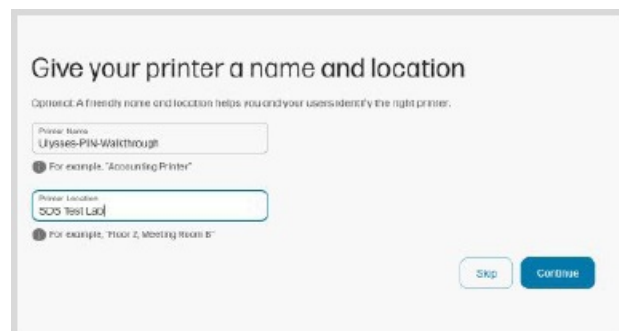 Give your printer a name and location
Optional. A friendly name and location helps you and your users identify the right printer.
Printer Name
Ulysses-PIN-Walkthrough
For example, "Accounting Printer"
Printer Location
SDS Test Lab
For example, "Floor 2, Meeting Room B"
Skip
Continue